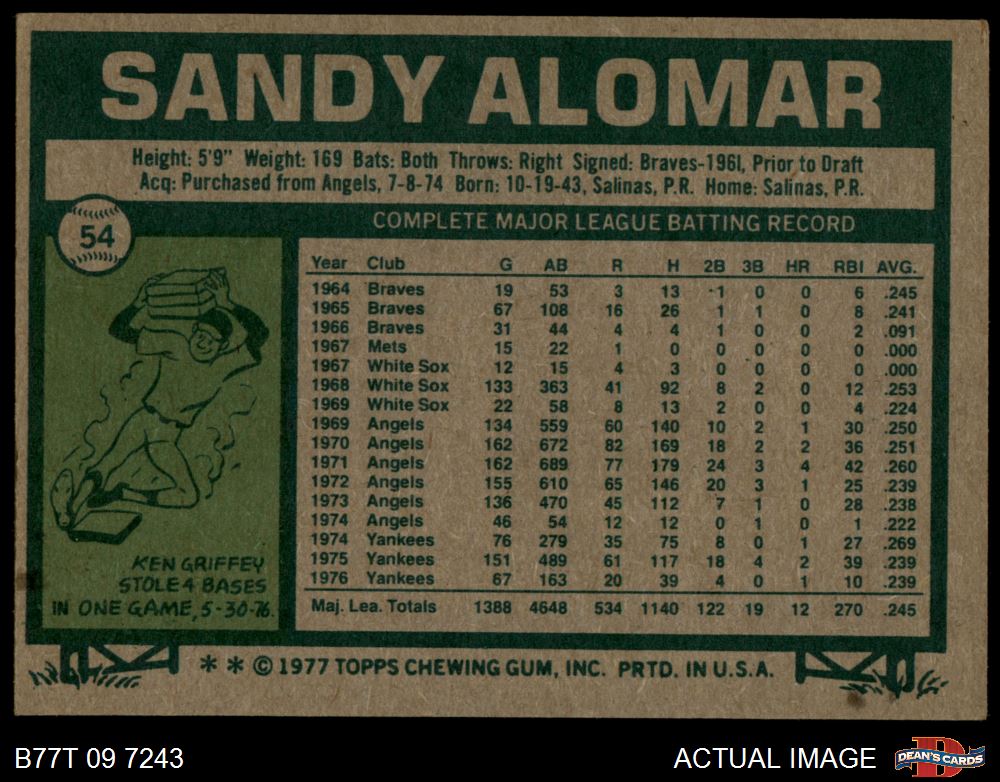 SANDY ALOMAR
Height: 5'9" Weight: 169 Bats: Both Throws: Right Signed: Braves-1961, Prior to Draft
Acq: Purchased from Angels, 7-8-74 Born: 10-19-43, Salinas, P.R. Home: Salinas, P.R.
54
COMPLETE MAJOR LEAGUE BATTING RECORD
Year Club G AB R H 2B 3B HR RBI AVG.
1964 Braves 19 53 3 13 1 0 0 6 .245
1965 Braves 67 108 16 26 1 1 0 8 .241
1966 Braves 31 44 4 4 1 0 0 2 .091
1967 Mets 15 22 1 0 0 0 0 0 .000
1967 White Sox 12 15 4 3 0 0 0 0 .000
1968 White Sox 133 363 41 92 8 2 0 12 .253
1969 White Sox 22 58 8 13 2 0 0 4 .224
1969 Angels 134 559 60 140 10 2 1 30 .250
1970 Angels 162 672 82 169 18 2 2 36 .251
1971 Angels 162 689 77 179 24 3 4 42 .260
1972 Angels 155 610 65 146 20 3 1 25 .239
1973 Angels 136 470 45 112 7 1 0 28 .238
1974 Angels 46 54 12 12 0 1 0 1 .222
1974 Yankees 76 279 35 75 8 0 1 27 .269
1975 Yankees 151 489 61 117 18 4 2 39 .239
1976 Yankees 67 163 20 39 4 0 1 10 .239
Maj. Lea. Totals 1388 4648 534 1140 122 19 12 270 .245
KEN GRIFFEY
STOLE 4 BASES
IN ONE GAME, 5-30-76.
* * © 1977 TOPPS CHEWING GUM, INC. PRTD. IN U.S.A.
B77T 09 7243
ACTUAL IMAGE
D
DEAN'S CARDS